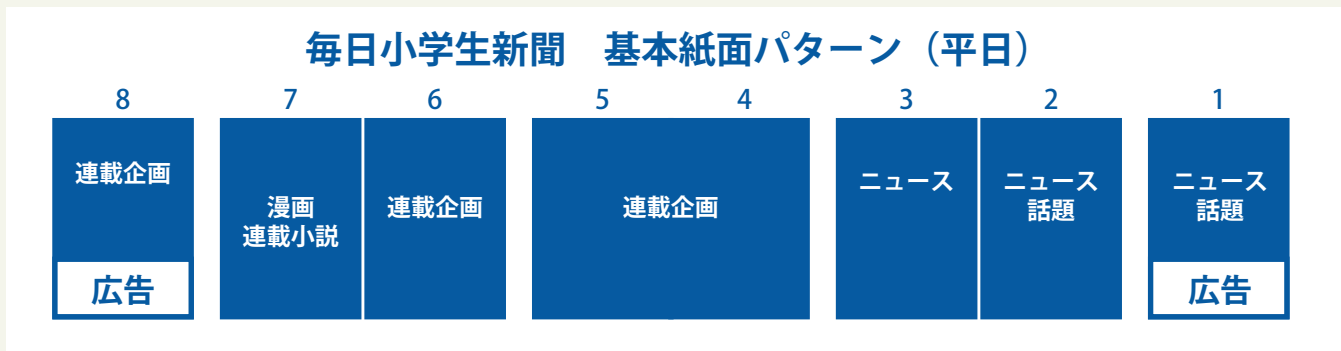 毎日小学生新聞　基本紙面パターン（平日）
8 7 6 5 4 3 2 1
連載企画
広告
漫画
連載小説
連載企画
連載企画
ニュース
ニュース
話題
ニュース
話題
広告